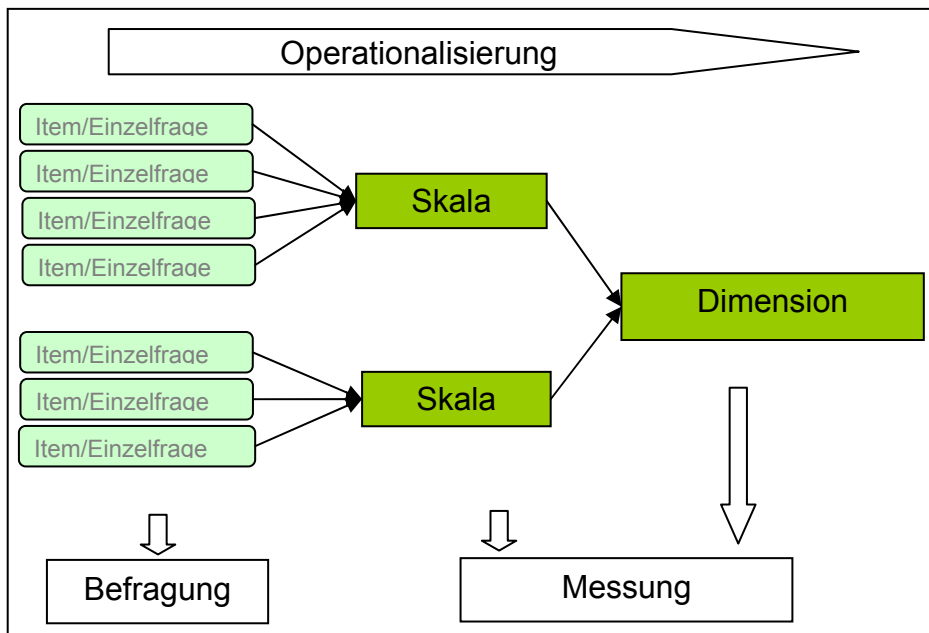 Operationalisierung
Item/Einzelfrage
Item/Einzelfrage
Item/Einzelfrage
Item/Einzelfrage
Skala
Dimension
Item/Einzelfrage
Item/Einzelfrage
Item/Einzelfrage
Skala
Befragung
Messung